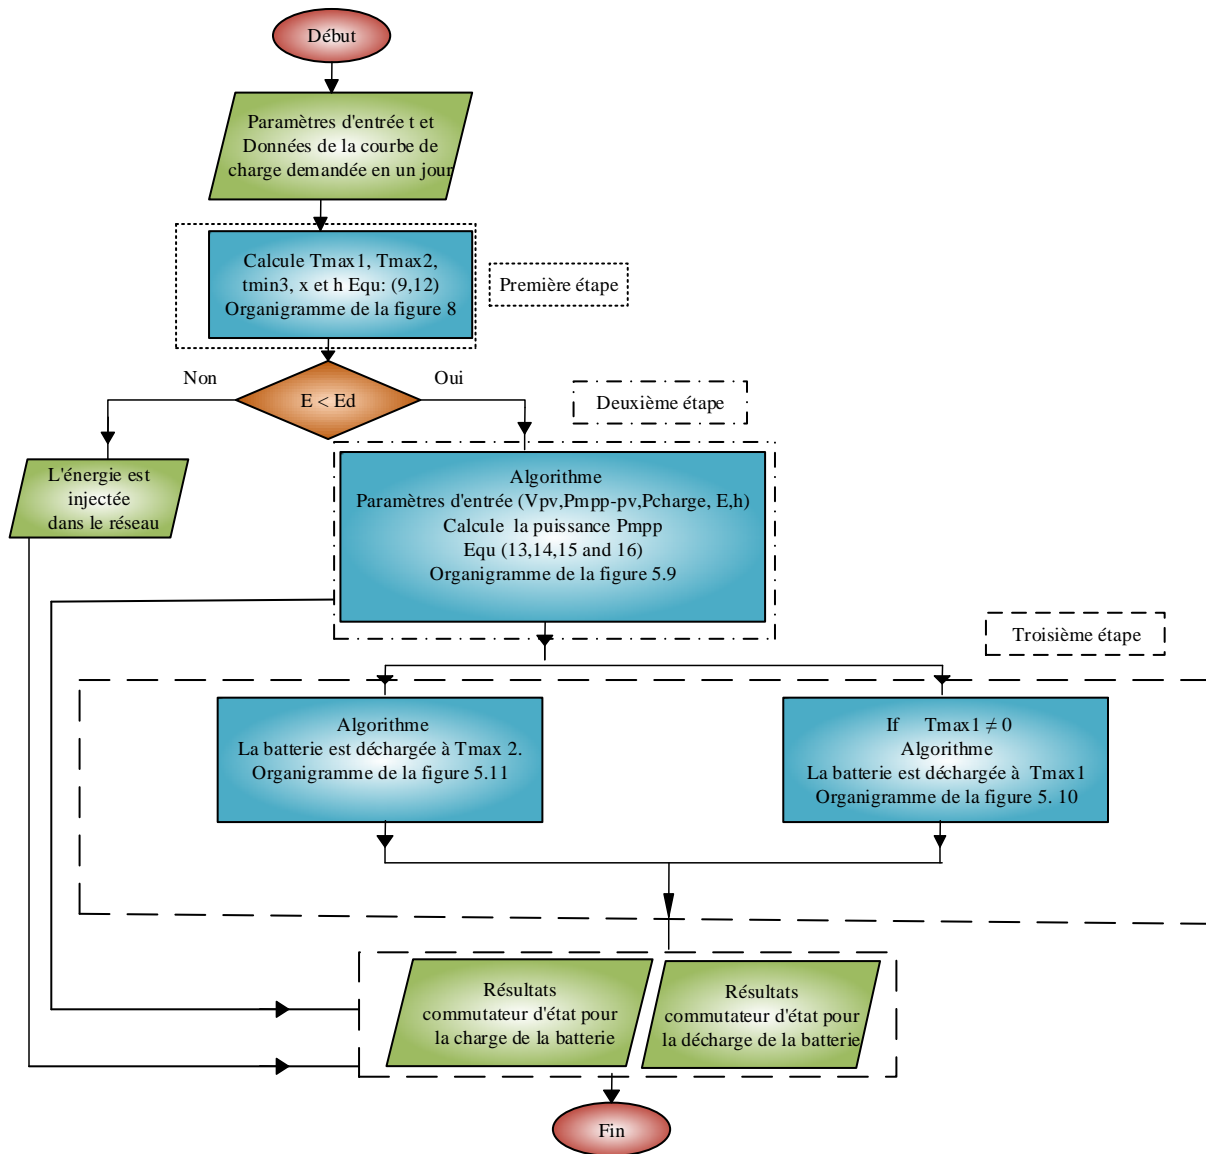 Début
Paramètres d'entrée t et
Données de la courbe de
charge demandée en un jour
Calcule Tmax1, Tmax2,
tmin3, x et h Equ: (9,12)
Organigramme de la figure 8
Première étape
Non
Oui
E < Ed
Deuxième étape
L'énergie est
injectée
dans le réseau
Algorithme
Paramètres d'entrée (Vpv,Pmpp-pv,Pcharge, E,h)
Calcule la puissance Pmpp
Equ (13,14,15 and 16)
Organigramme de la figure 5.9
Troisième étape
Algorithme
La batterie est déchargée à Tmax 2.
Organigramme de la figure 5.11
If Tmax1 ≠ 0
Algorithme
La batterie est déchargée à Tmax1
Organigramme de la figure 5. 10
Résultats
commutateur d'état pour
la charge de la batterie
Résultats
commutateur d'état pour
la décharge de la batterie
Fin